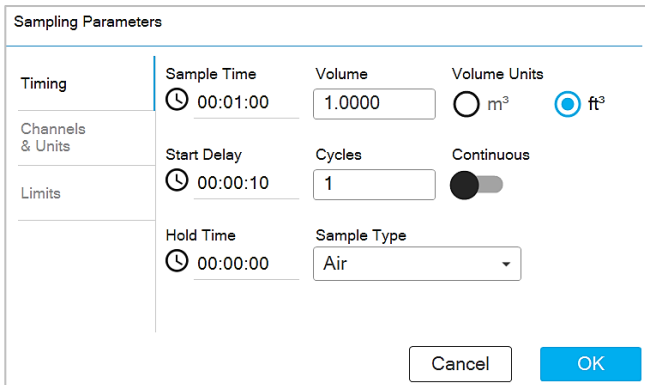 Sampling Parameters
Timing
Channels
& Units
Limits
Sample Time
00:01:00
Volume
1.0000
Volume Units
m³
ft³
Start Delay
00:00:10
Cycles
1
Continuous
Hold Time
00:00:00
Sample Type
Air
Cancel
OK